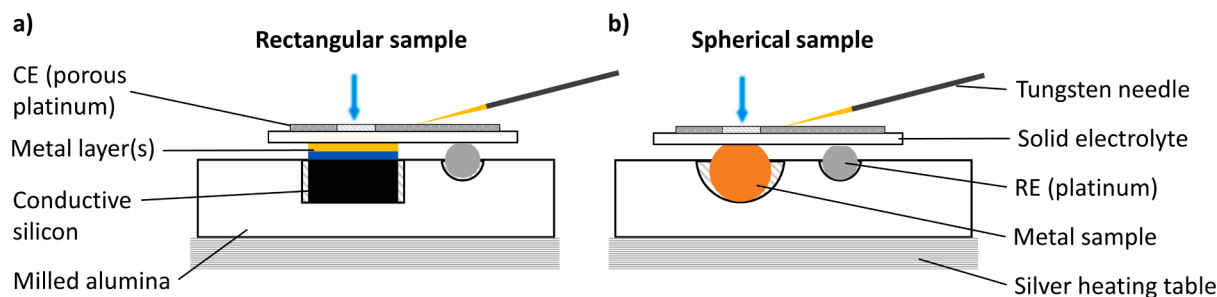 a)
Rectangular sample
CE (porous
platinum)
Metal layer(s)
Conductive
silicon
Milled alumina
b)
Spherical sample
Tungsten needle
Solid electrolyte
RE (platinum)
Metal sample
Silver heating table